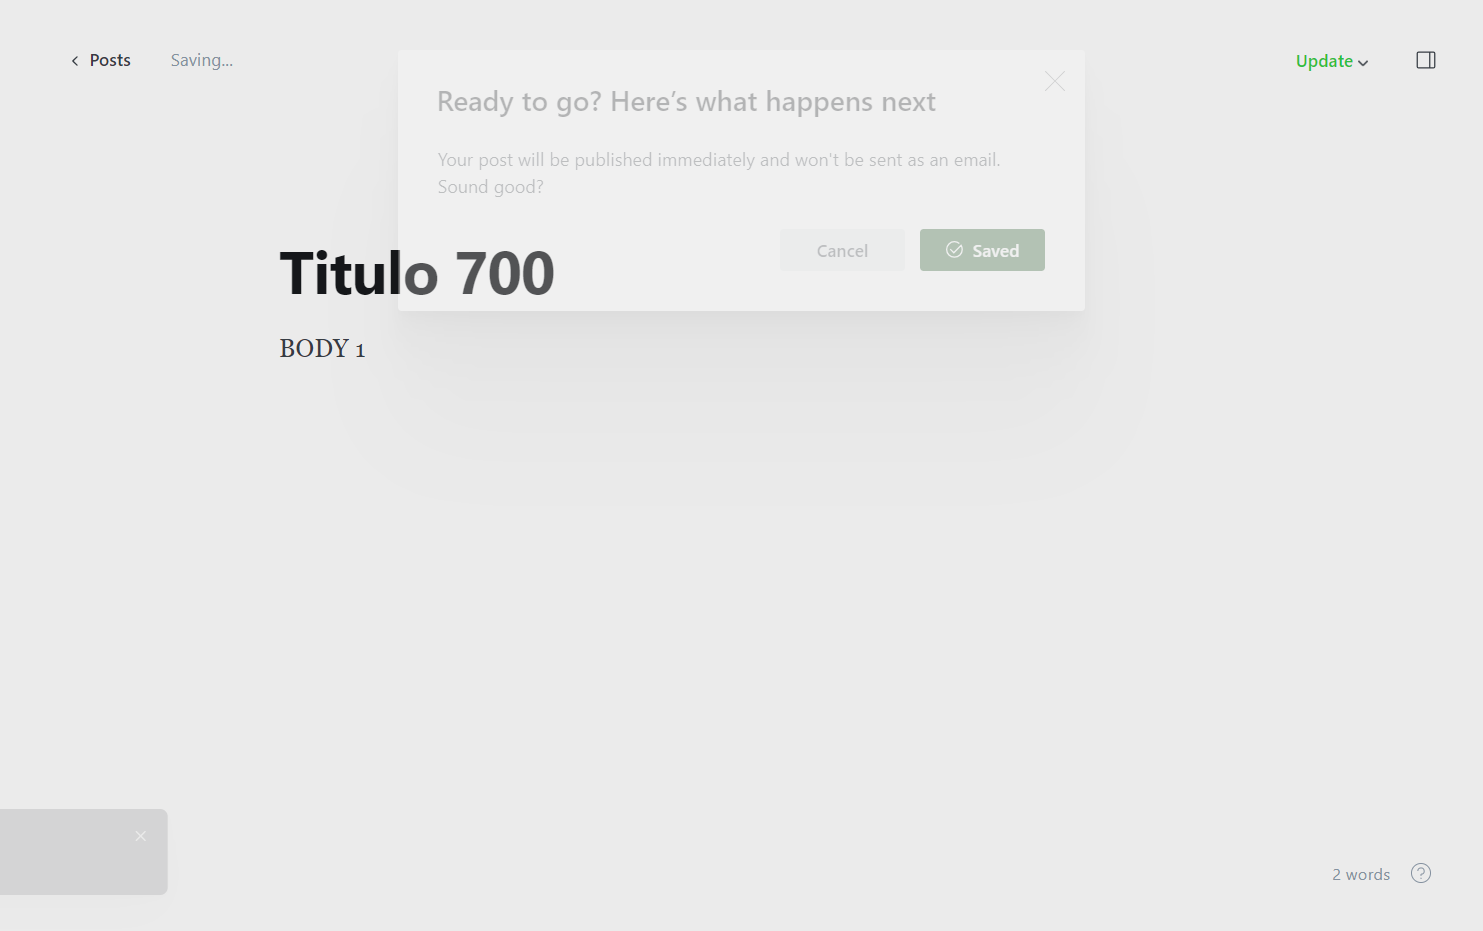 Posts
Saving...
Update
Ready to go? Here’s what happens next
Your post will be published immediately and won't be sent as an email.
Sound good?
Cancel
Saved
Titulo 700
BODY 1
2 words
?